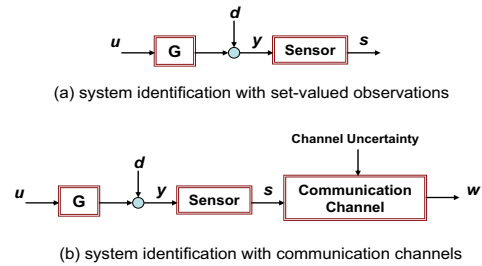 d
u
G
y
Sensor
s
(a) system identification with set-valued observations
Channel Uncertainty
d
u
G
y
Sensor
s
Communication
Channel
w
(b) system identification with communication channels